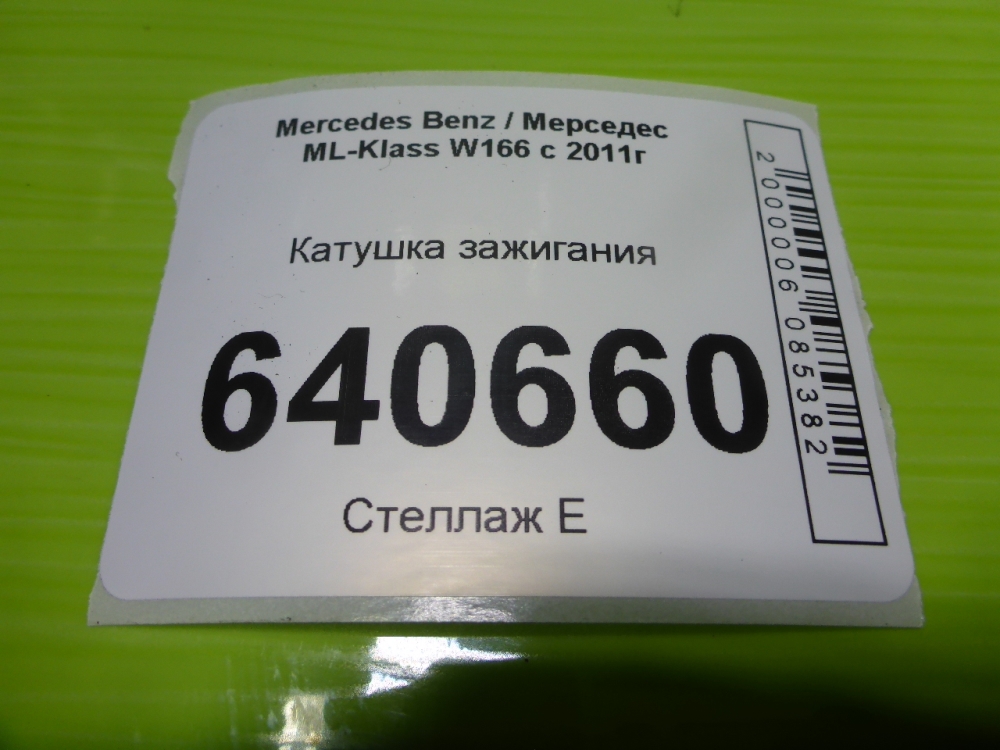 Mercedes Benz / Мерседес
ML-Klass W166 с 2011г
Катушка зажигания
640660
Стеллаж Е
2000006085382